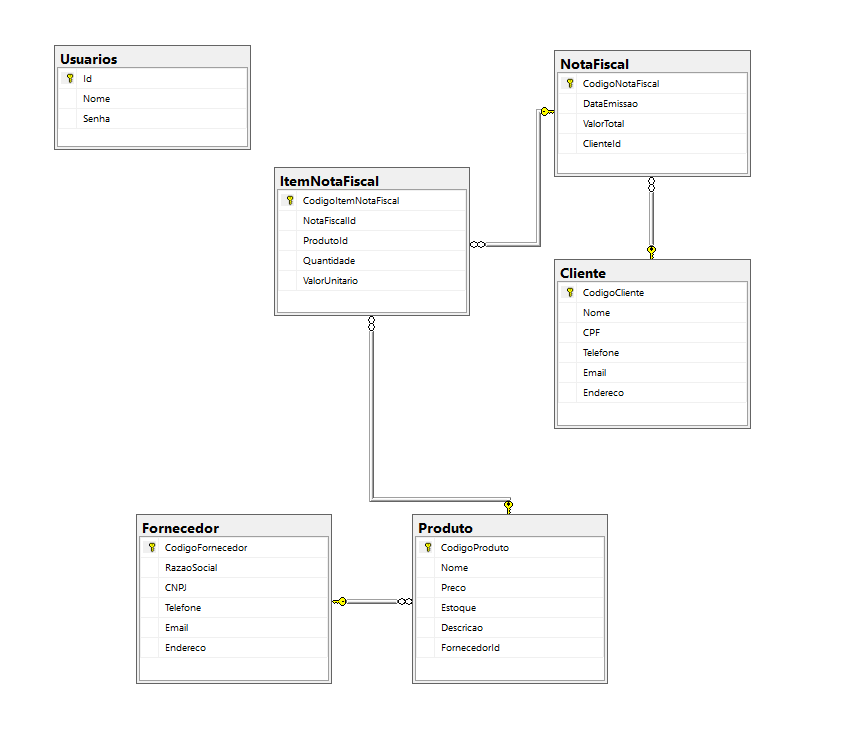 Usuarios
Id
Nome
Senha
NotaFiscal
CodigoNotaFiscal
DataEmissao
ValorTotal
ClienteId
ItemNotaFiscal
CodigoItemNotaFiscal
NotaFiscalId
ProdutoId
Quantidade
ValorUnitario
Cliente
CodigoCliente
Nome
CPF
Telefone
Email
Endereco
Fornecedor
CodigoFornecedor
RazaoSocial
CNPJ
Telefone
Email
Endereco
Produto
CodigoProduto
Nome
Preco
Estoque
Descricao
FornecedorId